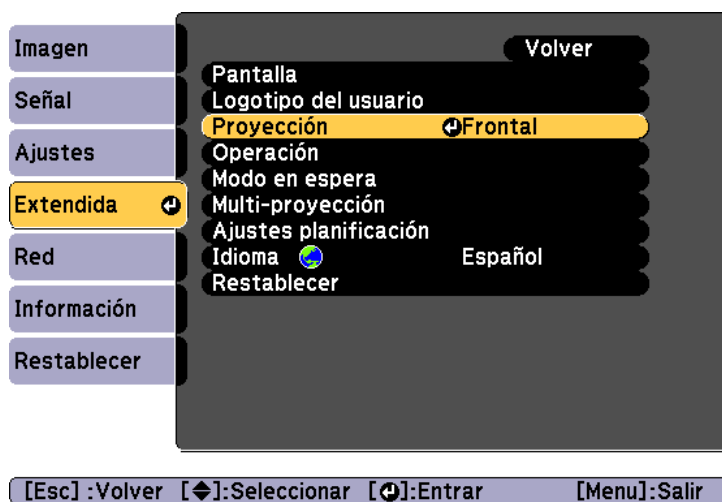 Imagen
Señal
Ajustes
Extendida
Red
Información
Restablecer
Volver
Pantalla
Logotipo del usuario
Proyección Frontal
Operación
Modo en espera
Multi-proyección
Ajustes planificación
Idioma Español
Restablecer
[Esc] :Volver [◆]:Seleccionar [↵]:Entrar [Menu]:Salir